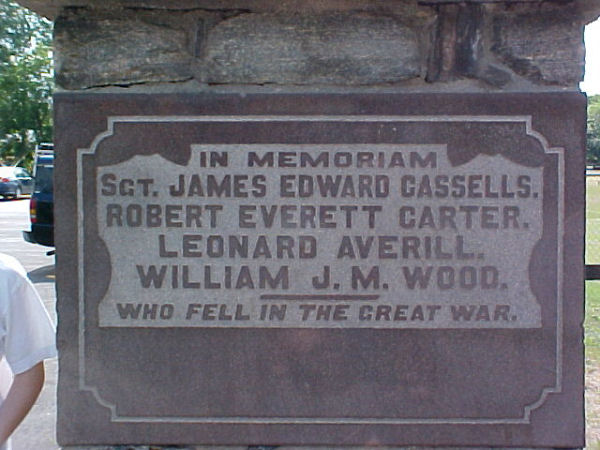 IN MEMORIAM
SGT. JAMES EDWARD CASSELLS.
ROBERT EVERETT CARTER.
LEONARD AVERILL.
WILLIAM J. M. WOOD.
WHO FELL IN THE GREAT WAR.